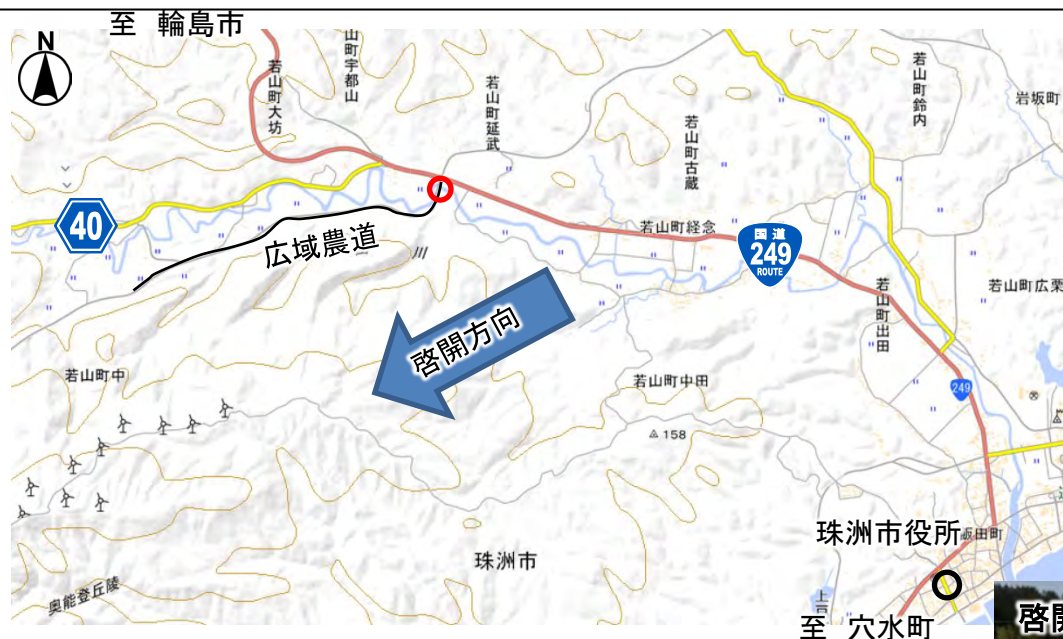 至 輪島市
N
若山町大坊
山町宇都山
若山町延武
若山町古蔵
若山町鈴内
岩坂町
40
広域農道
川
若山町経念
国道
249
ROUTE
若山町出田
若山町広栗
啓開方向
若山町中
若山町中田
158
249
珠洲市役所
飯田町
珠洲市
奥能登丘陵
上戸
至 穴水町
啓開